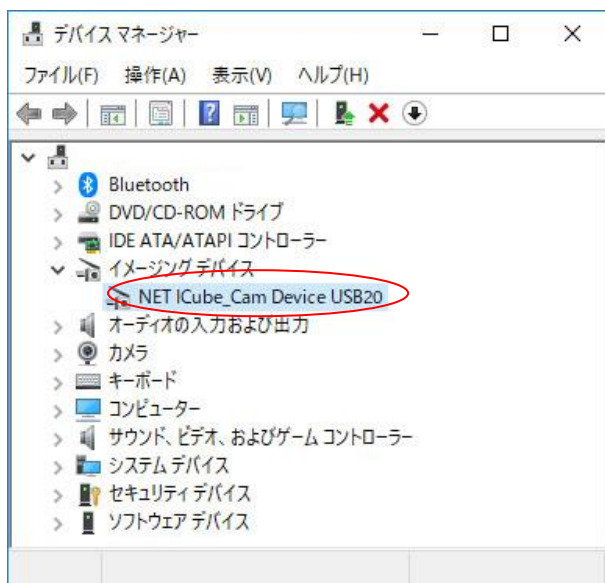 デバイス マネージャー
ファイル(F) 操作(A) 表示(V) ヘルプ(H)
Bluetooth
DVD/CD-ROM ドライブ
IDE ATA/ATAPI コントローラー
イメージング デバイス
NET ICube_Cam Device USB20
オーディオの入力および出力
カメラ
キーボード
コンピューター
サウンド、ビデオ、およびゲーム コントローラー
システム デバイス
セキュリティ デバイス
ソフトウェア デバイス